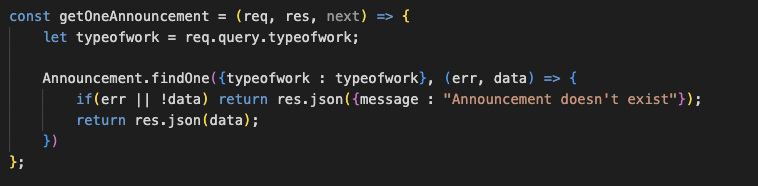 const getOneAnnouncement = (req, res, next) => {
    let typeofwork = req.query.typeofwork;

    Announcement.findOne({typeofwork : typeofwork}, (err, data) => {
        if(err || !data) return res.json({message : "Announcement doesn't exist"});
        return res.json(data);
    })
};